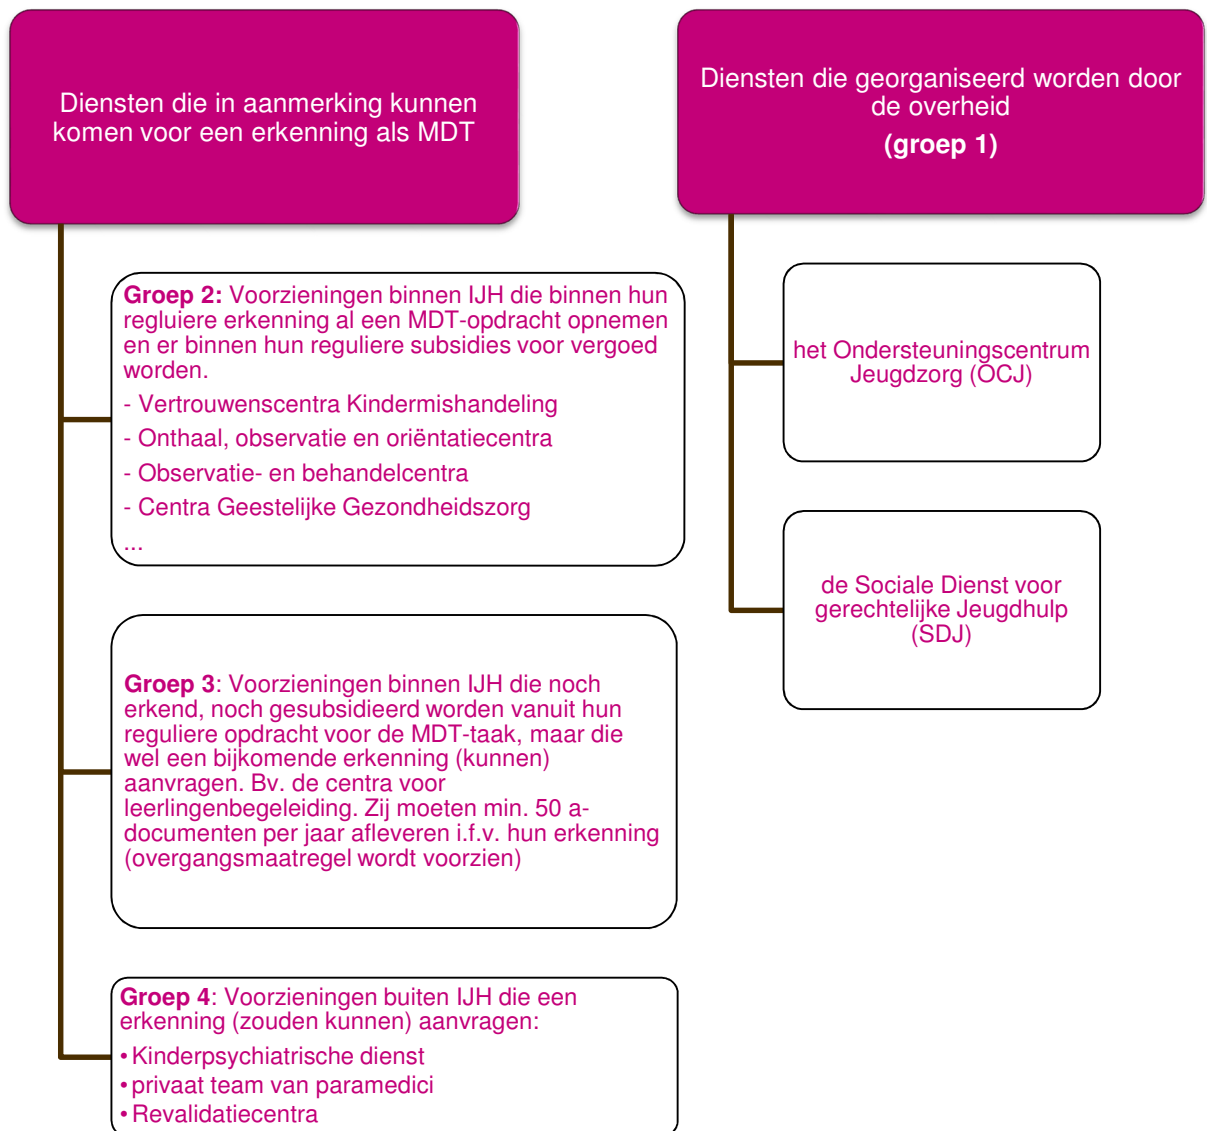 Diensten die in aanmerking kunnen
komen voor een erkenning als MDT
Groep 2: Voorzieningen binnen IJH die binnen hun
regluiere erkenning al een MDT-opdracht opnemen
en er binnen hun reguliere subsidies voor vergoed
worden.
- Vertrouwenscentra Kindermishandeling
- Onthaal, observatie en oriëntatiecentra
- Observatie- en behandelcentra
- Centra Geestelijke Gezondheidszorg
...
Groep 3: Voorzieningen binnen IJH die noch
erkend, noch gesubsidieerd worden vanuit hun
reguliere opdracht voor de MDT-taak, maar die
wel een bijkomende erkenning (kunnen)
aanvragen. Bv. de centra voor
leerlingenbegeleiding. Zij moeten min. 50 a-
documenten per jaar afleveren i.f.v. hun erkenning
(overgangsmaatregel wordt voorzien)
Groep 4: Voorzieningen buiten IJH die een
erkenning (zouden kunnen) aanvragen:
• Kinderpsychiatrische dienst
• privaat team van paramedici
• Revalidatiecentra
Diensten die georganiseerd worden door
de overheid
(groep 1)
het Ondersteuningscentrum
Jeugdzorg (OCJ)
de Sociale Dienst voor
gerechtelijke Jeugdhulp
(SDJ)